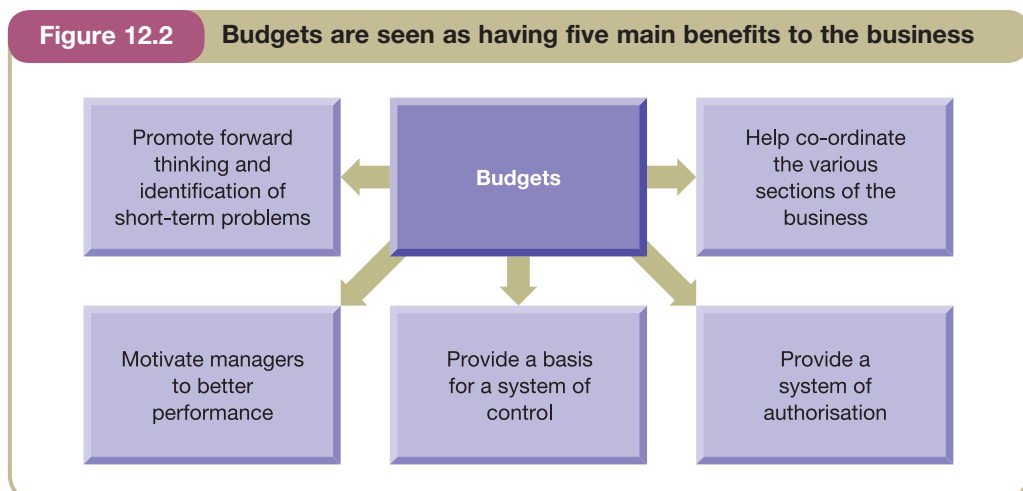 Figure 12.2
Budgets are seen as having five main benefits to the business
Promote forward
thinking and
identification of
short-term problems
Budgets
Help co-ordinate
the various
sections of the
business
Motivate managers
to better
performance
Provide a basis
for a system of
control
Provide a
system of
authorisation